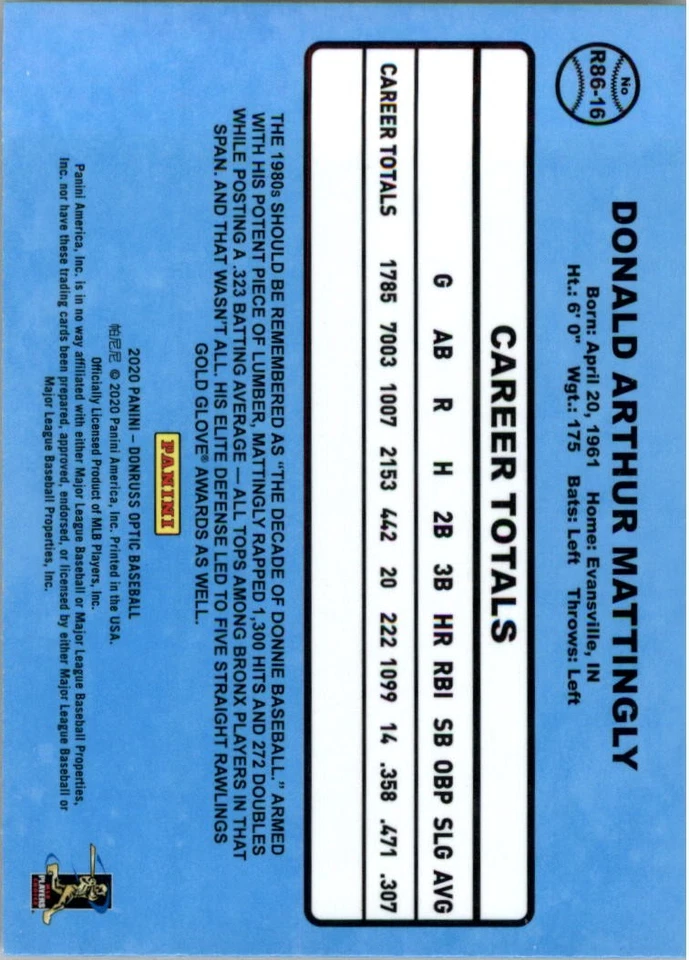 No
R86-16
DONALD ARTHUR MATTINGLY
Born: April 20, 1961 Home: Evansville, IN
Ht.: 6' 0" Wgt.: 175 Bats: Left Throws: Left
CAREER TOTALS
G AB R H 2B 3B HR RBI SB OBP SLG AVG
CAREER TOTALS 1785 7003 1007 2153 442 20 222 1099 14 .358 .471 .307
THE 1980s SHOULD BE REMEMBERED AS "THE DECADE OF DONNIE BASEBALL." ARMED
WITH HIS POTENT PIECE OF LUMBER, MATTINGLY RAPPED 1,300 HITS AND 272 DOUBLES
WHILE POSTING A .323 BATTING AVERAGE — ALL TOPS AMONG BRONX PLAYERS IN THAT
SPAN. AND THAT WASN'T ALL. HIS ELITE DEFENSE LED TO FIVE STRAIGHT RAWLINGS
GOLD GLOVE® AWARDS AS WELL.
PANINI
2020 PANINI – DONRUSS OPTIC BASEBALL
帕尼尼 © 2020 Panini America, Inc. Printed in the USA.
Officially Licensed Product of MLB Players, Inc.
Panini America, Inc. is in no way affiliated with either Major League Baseball or Major League Baseball Properties,
Inc. nor have these trading cards been prepared, approved, endorsed, or licensed by either Major League Baseball or
Major League Baseball Properties, Inc.
PLAYERS